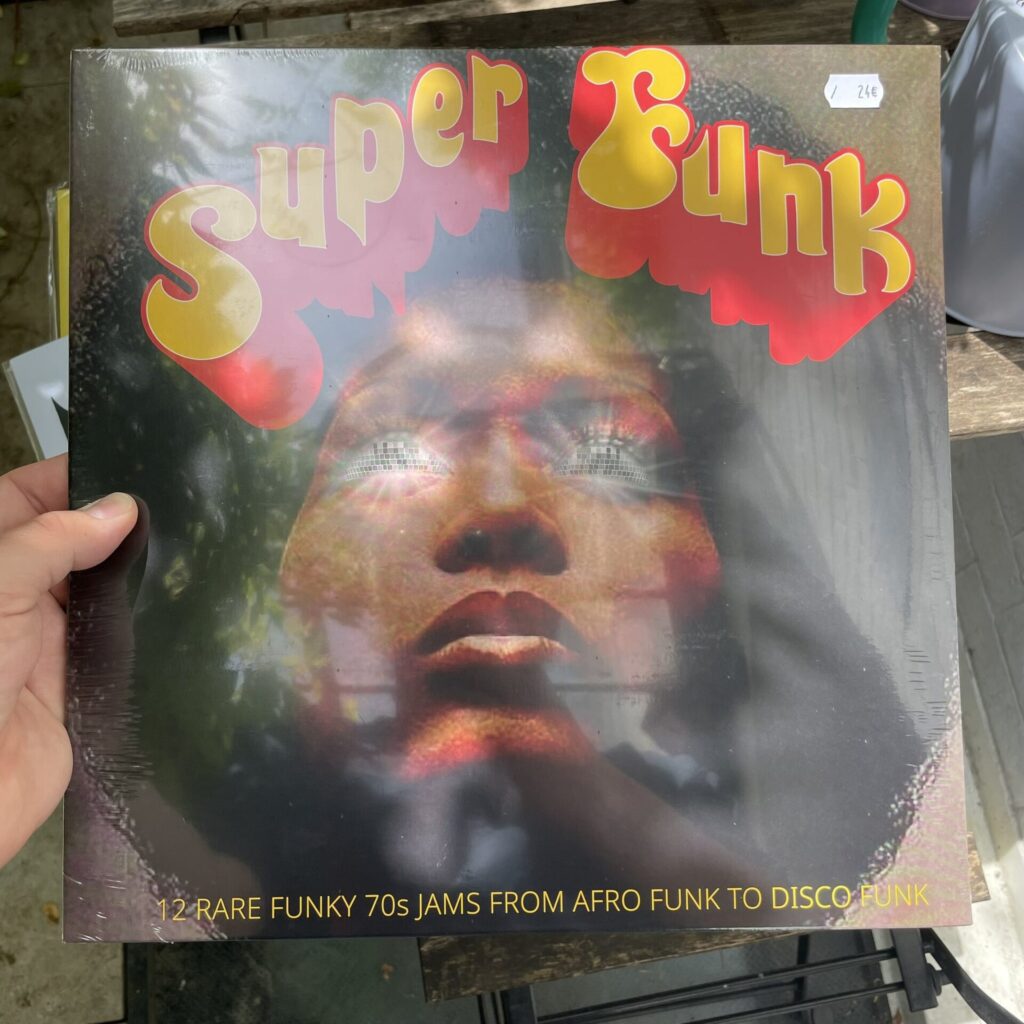 Super Funk
/ 24€
12 RARE FUNKY 70s JAMS FROM AFRO FUNK TO DISCO FUNK